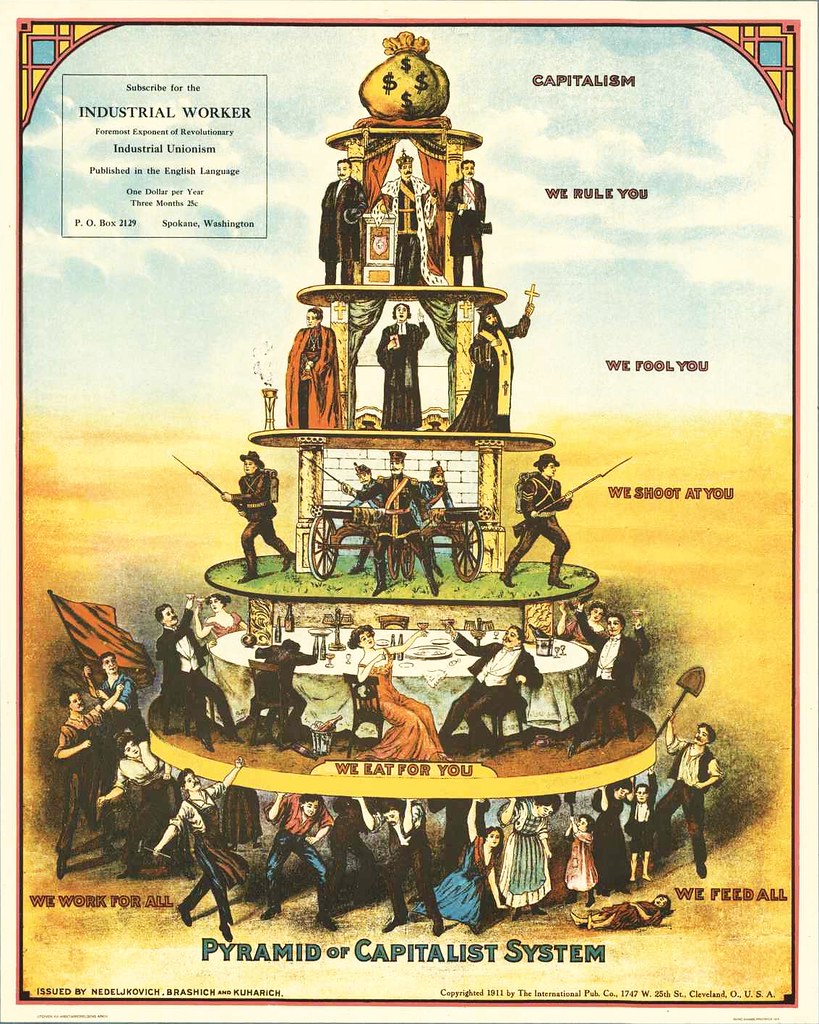 Subscribe for the
INDUSTRIAL WORKER
Foremost Exponent of Revolutionary
Industrial Unionism
Published in the English Language
One Dollar per Year
Three Months 25c
P. O. Box 2129 Spokane, Washington
$
$ $
$
CAPITALISM
WE RULE YOU
WE FOOL YOU
WE SHOOT AT YOU
WE EAT FOR YOU
WE WORK FOR ALL
WE FEED ALL
PYRAMID OF CAPITALIST SYSTEM
ISSUED BY NEDELJKOVICH, BRASHICH AND KUHARICH.
Copyrighted 1911 by The International Pub. Co., 1747 W. 25th St., Cleveland, O., U. S. A.